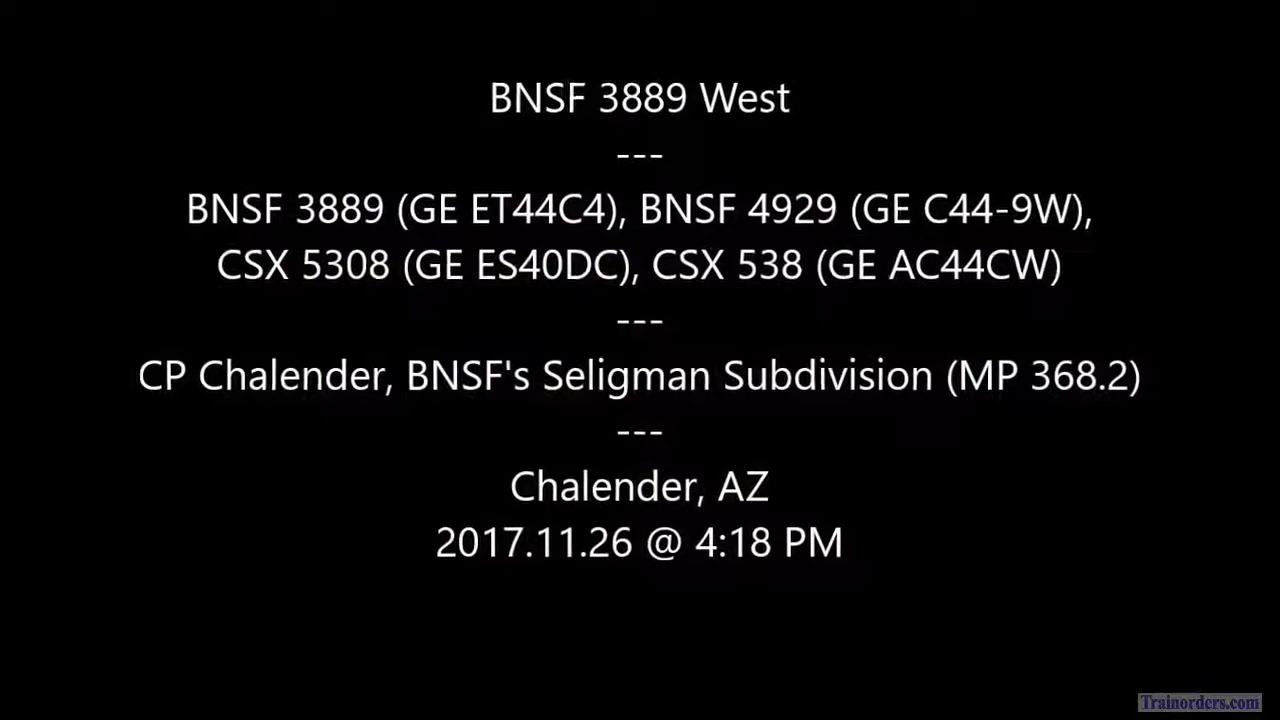 BNSF 3889 West
---
BNSF 3889 (GE ET44C4), BNSF 4929 (GE C44-9W),
CSX 5308 (GE ES40DC), CSX 538 (GE AC44CW)
---
CP Chalender, BNSF's Seligman Subdivision (MP 368.2)
---
Chalender, AZ
2017.11.26 @ 4:18 PM
Trainorders.com